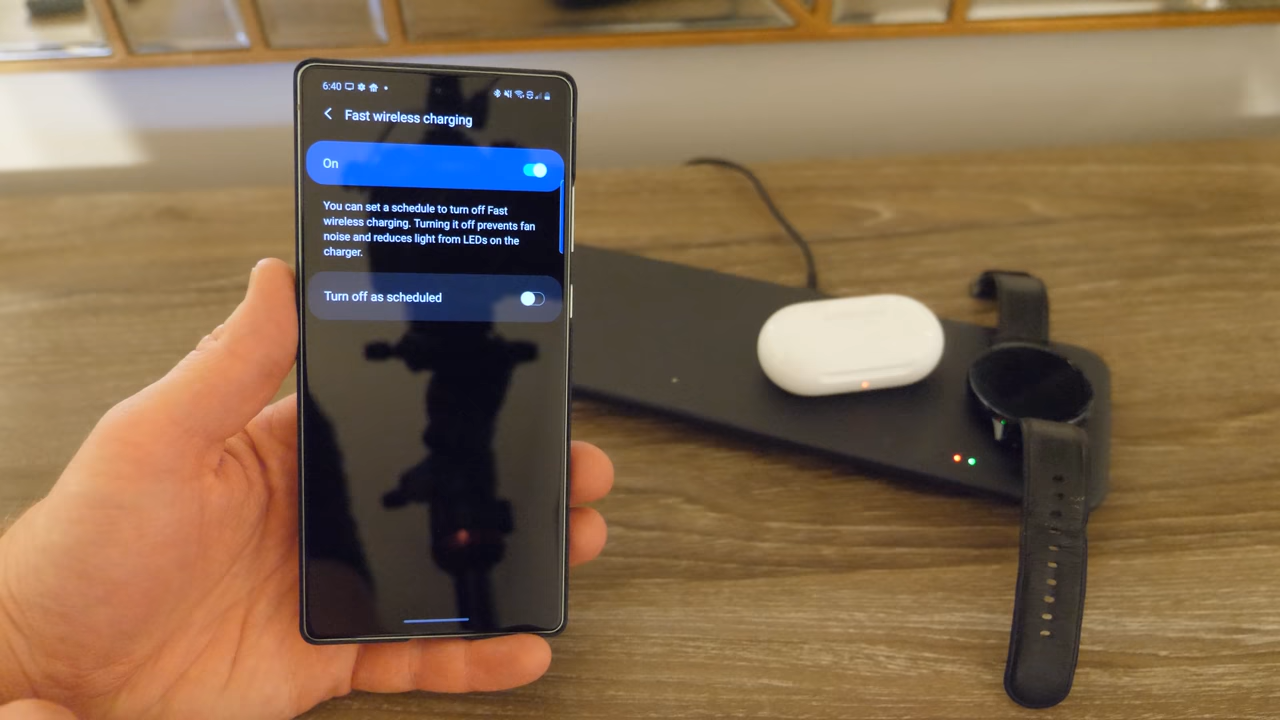 6:40
Fast wireless charging
On
You can set a schedule to turn off Fast
wireless charging. Turning it off prevents fan
noise and reduces light from LEDs on the
charger.
Turn off as scheduled